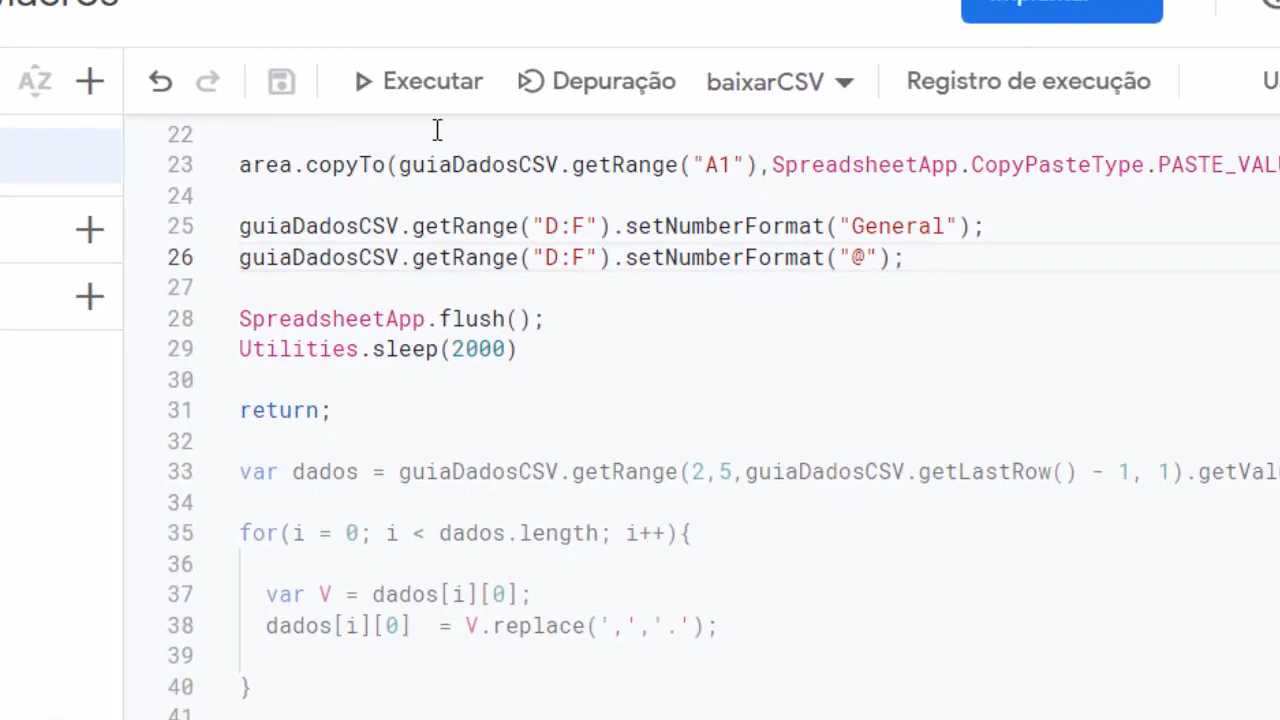 Executar Depuração baixarCSV Registro de execução
22
23 area.copyTo(guiaDadosCSV.getRange("A1"),SpreadsheetApp.CopyPasteType.PASTE_VALU
24
25 guiaDadosCSV.getRange("D:F").setNumberFormat("General");
26 guiaDadosCSV.getRange("D:F").setNumberFormat("@");
27
28 SpreadsheetApp.flush();
29 Utilities.sleep(2000)
30
31 return;
32
33 var dados = guiaDadosCSV.getRange(2,5,guiaDadosCSV.getLastRow() - 1, 1).getValu
34
35 for(i = 0; i < dados.length; i++){
36
37 var V = dados[i][0];
38 dados[i][0]  = V.replace(',','.');
39
40 }
41